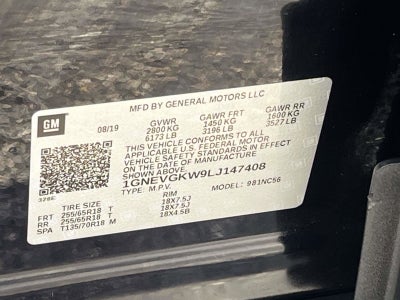 MFD BY GENERAL MOTORS LLC
GM 08/19 GVWR GAWR FRT GAWR RR
2800 KG 1450 KG 1600 KG
6173 LB 3196 LB 3527 LB
THIS VEHICLE CONFORMS TO ALL
APPLICABLE U.S. FEDERAL MOTOR
VEHICLE SAFETY STANDARDS IN EFFECT
ON THE DATE OF MANUFACTURE
SHOWN ABOVE.
1GNEVGKW9LJ147408
328E TYPE: M.P.V. MODEL: 981NC56
TIRE SIZE RIM
FRT 255/65R18 T 18X7.5J
RR 255/65R18 T 18X7.5J
SPA T135/70R18 M 18X4.5B